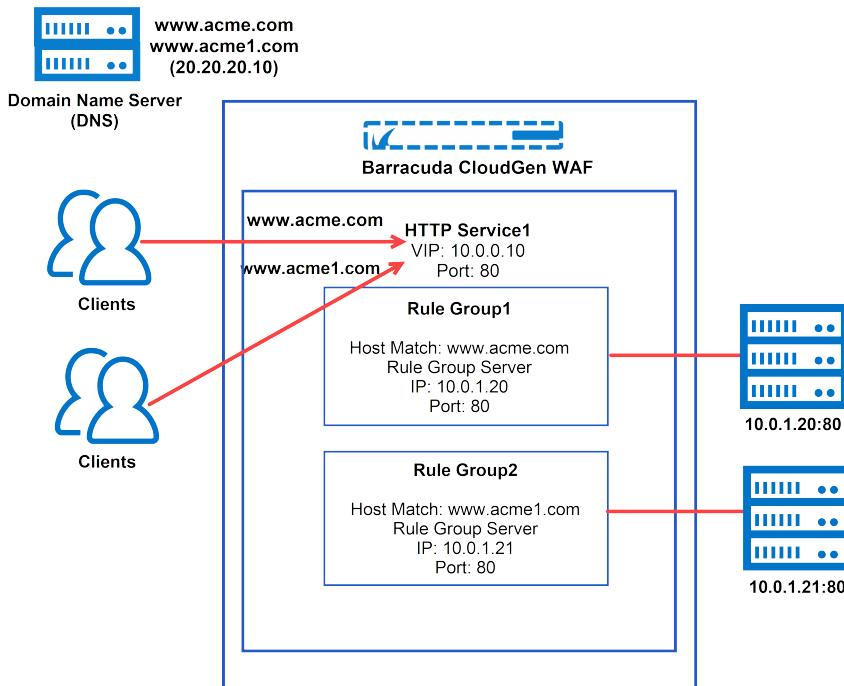 www.acme.com
www.acme1.com
(20.20.20.10)
Domain Name Server
(DNS)
Barracuda CloudGen WAF
www.acme.com
HTTP Service1
VIP: 10.0.0.10
Port: 80
www.acme1.com
Clients
Rule Group1
Host Match: www.acme.com
Rule Group Server
IP: 10.0.1.20
Port: 80
10.0.1.20:80
Clients
Rule Group2
Host Match: www.acme1.com
Rule Group Server
IP: 10.0.1.21
Port: 80
10.0.1.21:80